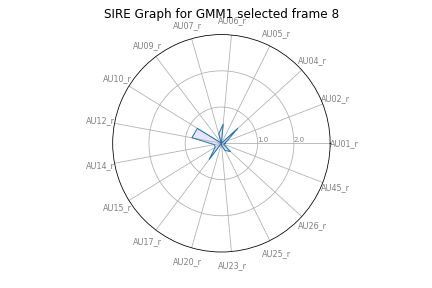 SIRE Graph for GMM1 selected frame 8
AU06_r
AU07_r
AU05_r
AU09_r
AU04_r
AU10_r
AU02_r
AU12_r
1.0
2.0
AU01_r
AU14_r
AU45_r
AU15_r
AU26_r
AU17_r
AU25_r
AU20_r
AU23_r